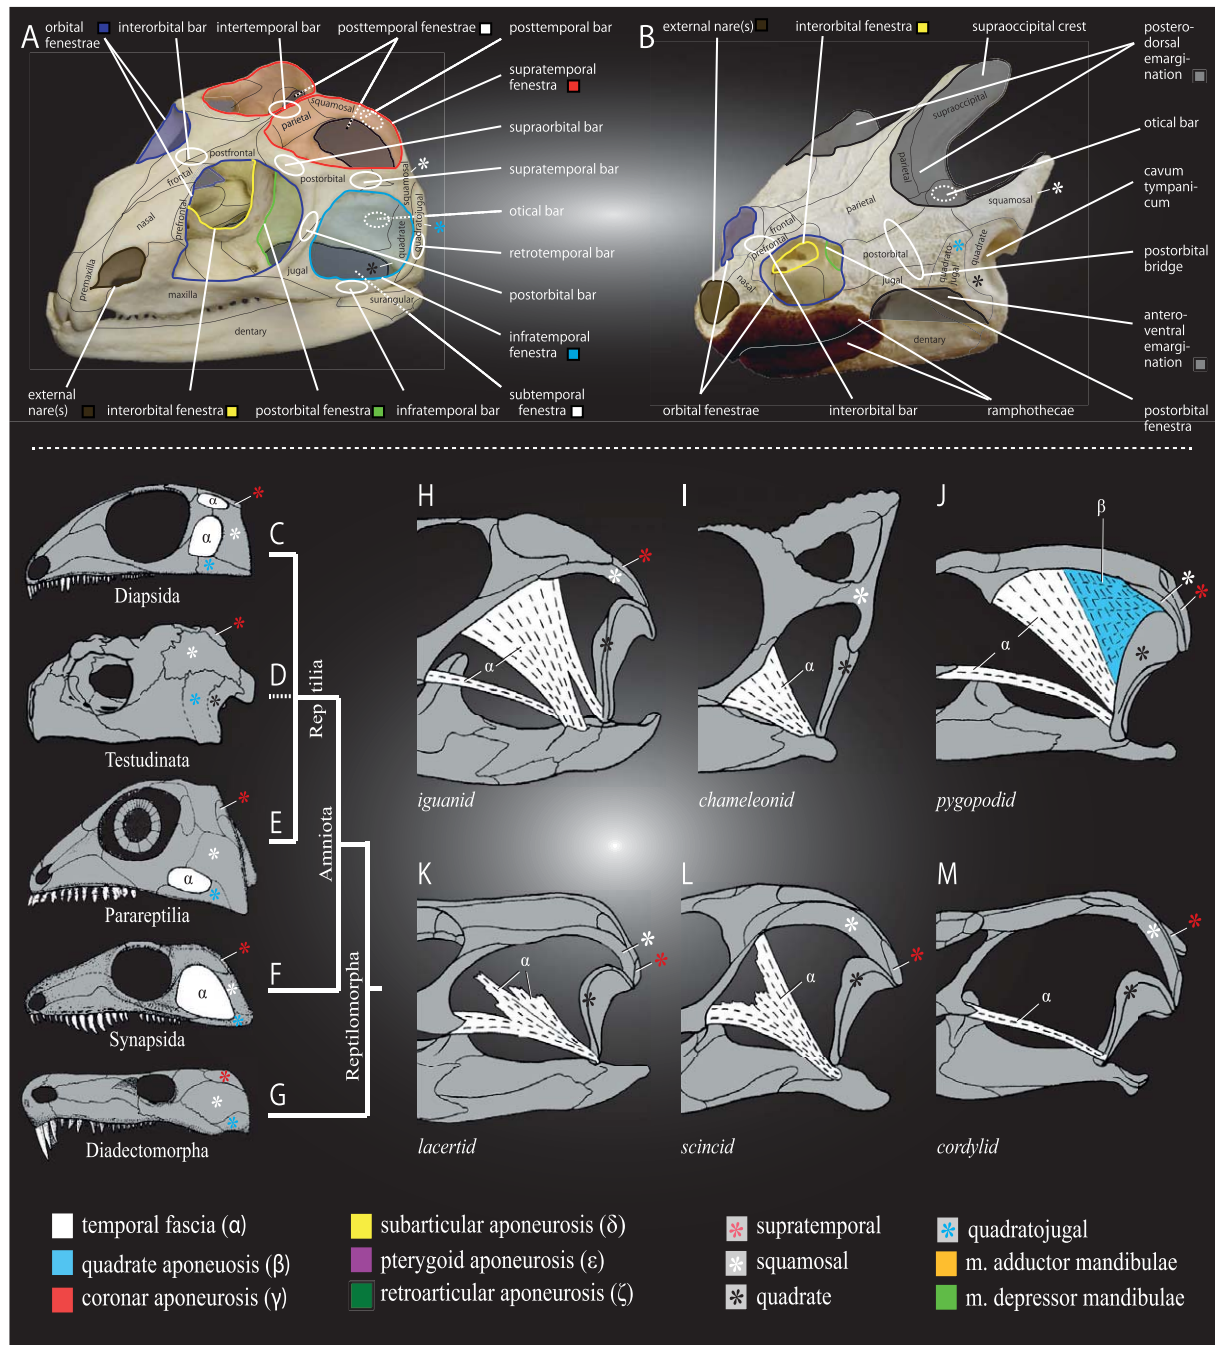 A
orbital fenestrae
interorbital bar
intertemporal bar
posttemporal fenestrae
posttemporal bar
supratemporal fenestra
supraorbital bar
supratemporal bar
otical bar
retrotemporal bar
postorbital bar
infratemporal fenestra
subtemporal fenestra
external nare(s)
interorbital fenestra
postorbital fenestra
infratemporal bar
squamosal
parietal
postfrontal
frontal
postorbital
squamosal
nasal
prefrontal
quadrate
quadratojugal
jugal
premaxilla
maxilla
surangular
dentary
B
external nare(s)
interorbital fenestra
supraoccipital crest
postero-
dorsal
emargi-
nation
otical bar
cavum
tympani-
cum
postorbital
bridge
antero-
ventral
emargi-
nation
postorbital
fenestra
orbital fenestrae
interorbital bar
ramphothecae
supraoccipital
parietal
squamosal
parietal
frontal
prefrontal
postorbital
quadrato-
jugal
quadrate
nasal
jugal
dentary
α
α
C
Diapsida
D
Testudinata
α
E
Parareptilia
α
F
Synapsida
G
Diadectomorpha
Reptilia
Amniota
Reptilomorpha
H
α
iguanid
I
α
chameleonid
J
β
α
pygopodid
K
α
lacertid
L
α
scincid
M
α
cordylid
temporal fascia (α)
quadrate aponeuosis (β)
coronar aponeurosis (γ)
subarticular aponeurosis (δ)
pterygoid aponeurosis (ε)
retroarticular aponeurosis (ζ)
supratemporal
squamosal
quadrate
quadratojugal
m. adductor mandibulae
m. depressor mandibulae